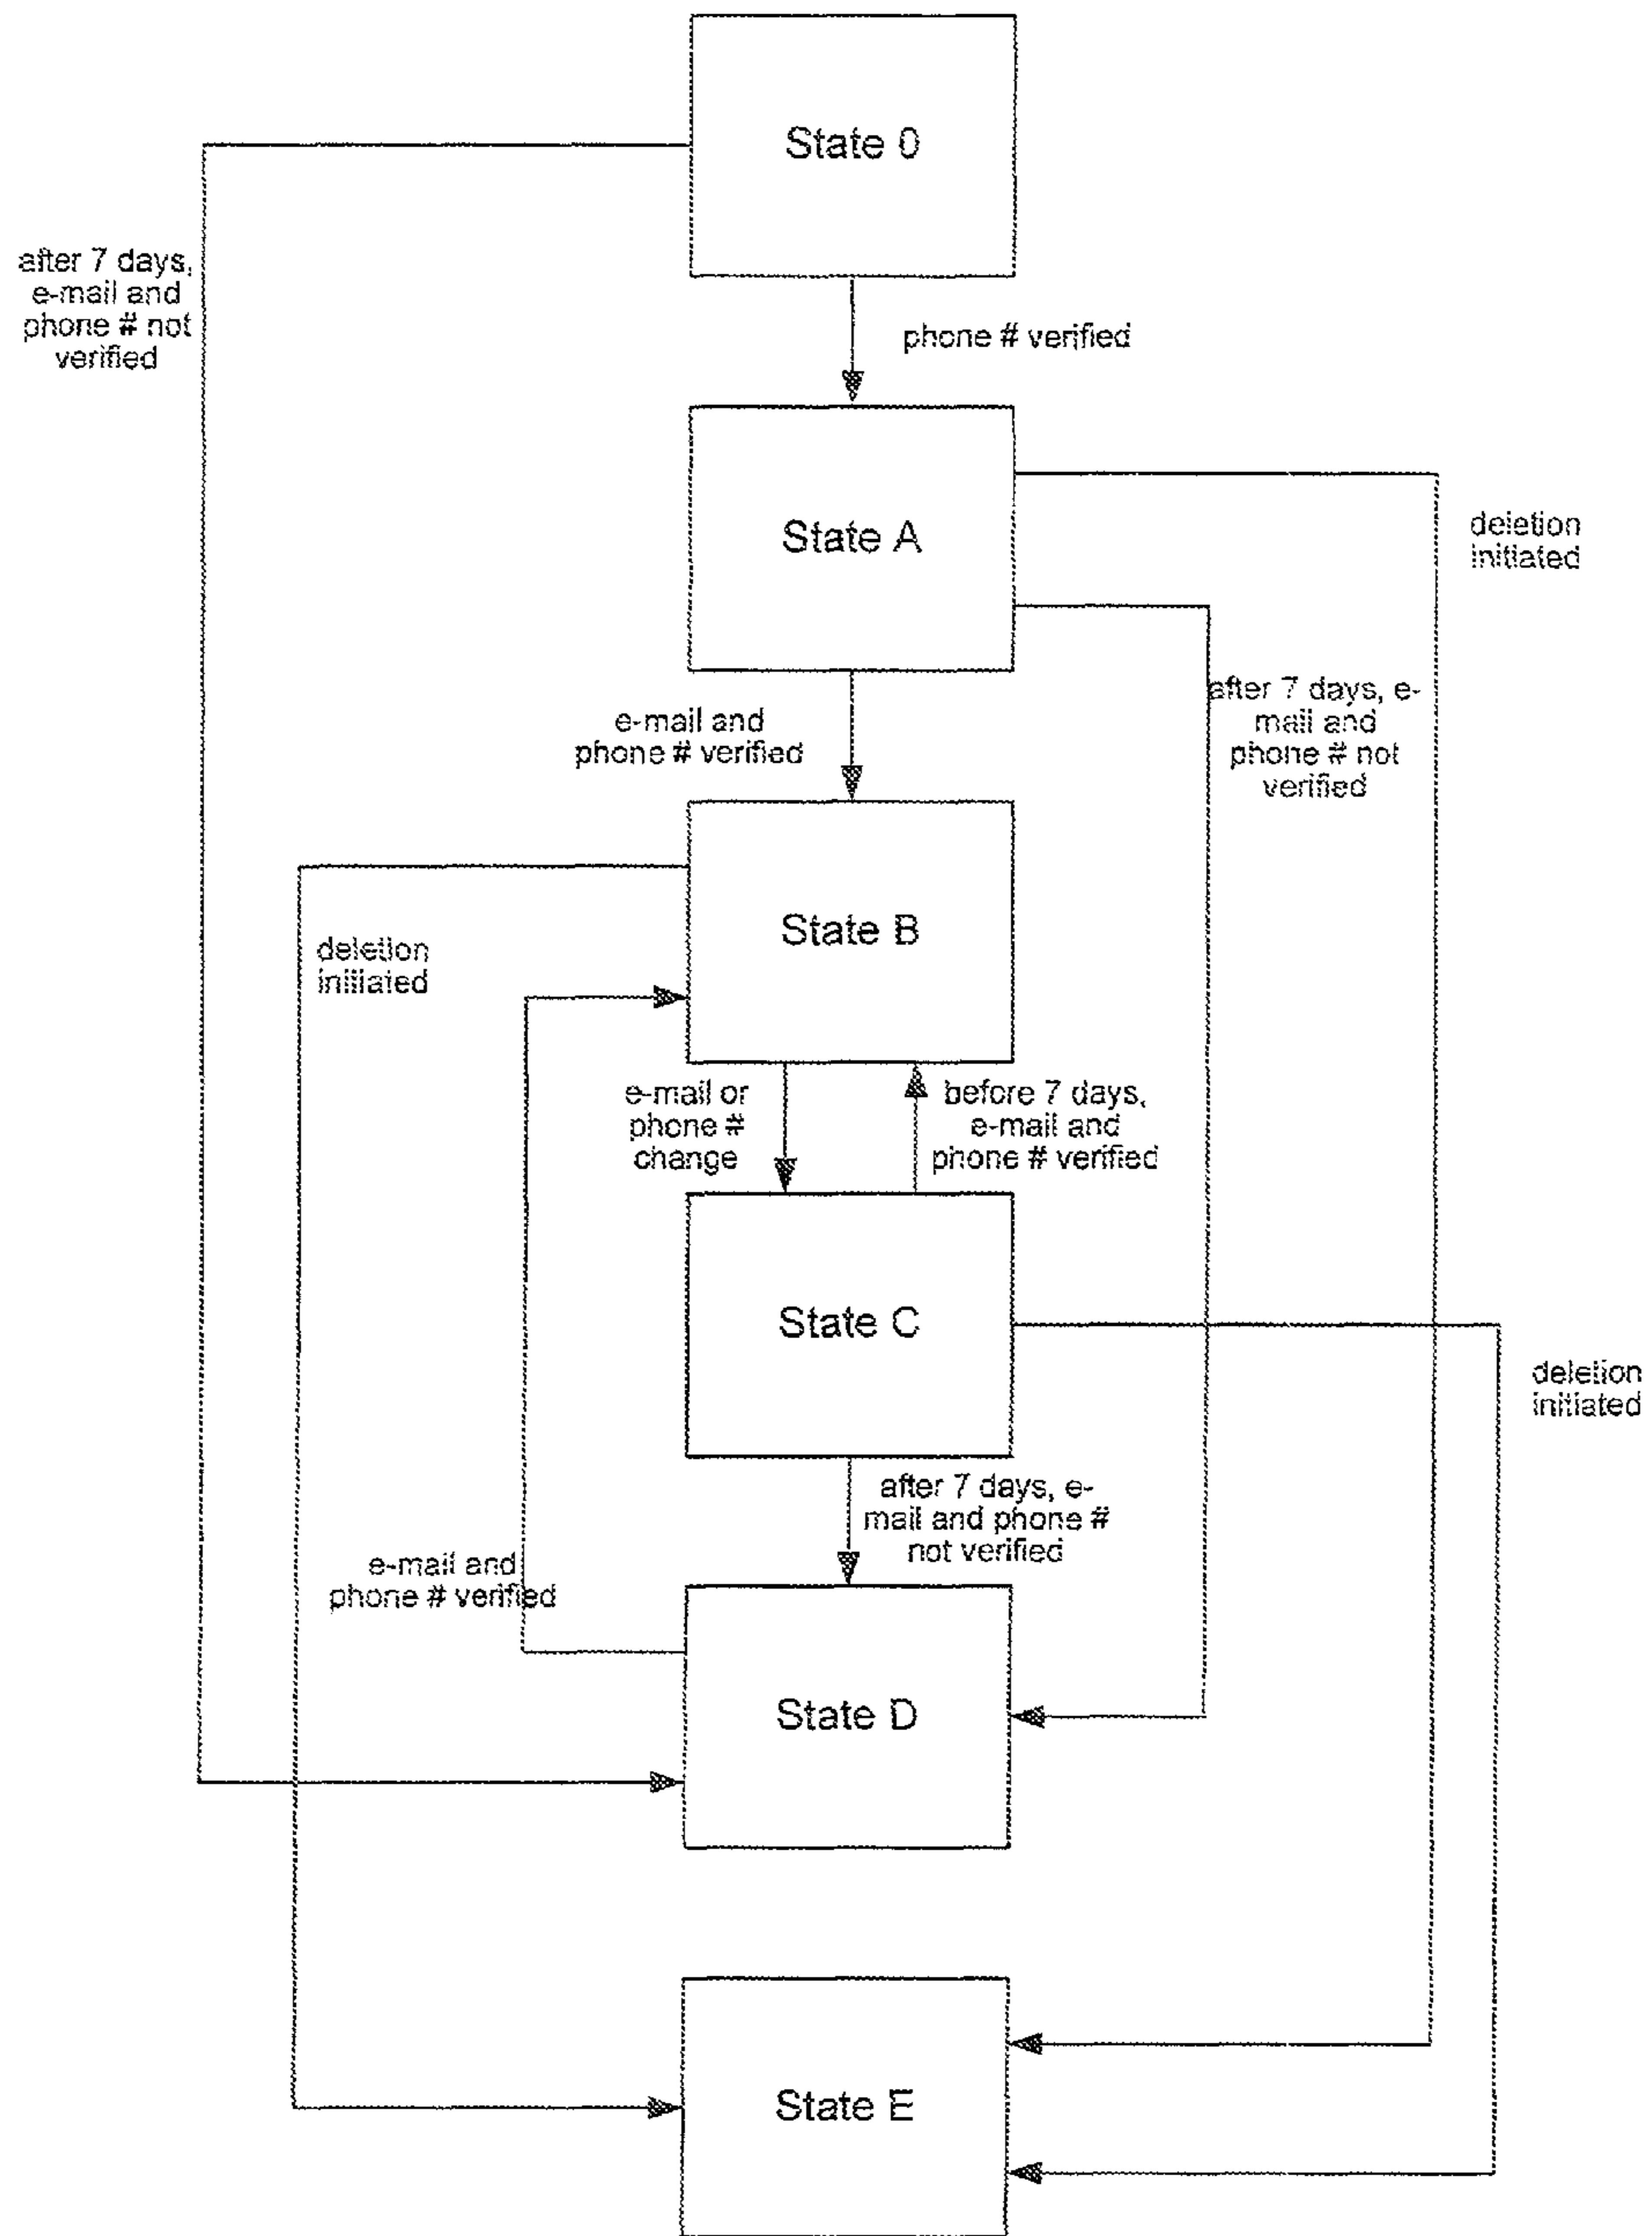 State 0
after 7 days,
e-mail and
phone # not
verified
phone # verified
State A
deletion
initiated
after 7 days, e-
mail and
phone # not
verified
e-mail and
phone # verified
State B
deletion
initiated
e-mail or
phone #
change
before 7 days,
e-mail and
phone # verified
State C
deletion
initiated
after 7 days, e-
mail and phone #
not verified
e-mail and
phone # verified
State D
State E